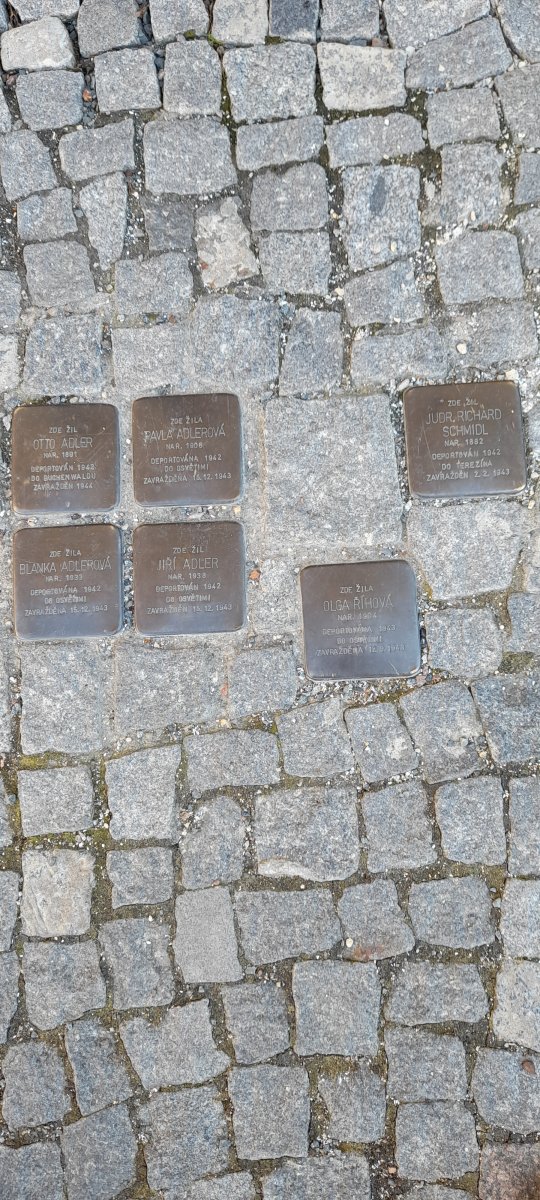 ZDE ŽIL
OTTO ADLER
NAR. 1891
DEPORTOVÁN 1942
DO BUCHENWALDU
ZAVRAŽDĚN 1944
ZDE ŽILA
PAVLA ADLEROVÁ
NAR. 1908
DEPORTOVÁNA 1942
DO OSVĚTIMI
ZAVRAŽDĚNA 15.12.1943
ZDE ŽIL
JUDR. RICHARD
SCHMIDL
NAR. 1882
DEPORTOVÁN 1942
DO TEREZÍNA
ZAVRAŽDĚN 2.2.1943
ZDE ŽILA
BLANKA ADLEROVÁ
NAR. 1933
DEPORTOVÁNA 1942
DO OSVĚTIMI
ZAVRAŽDĚNA 15.12.1943
ZDE ŽIL
JIŘÍ ADLER
NAR. 1938
DEPORTOVÁN 1942
DO OSVĚTIMI
ZAVRAŽDĚN 15.12.1943
ZDE ŽILA
OLGA ŘÍHOVÁ
NAR. 1904
DEPORTOVÁNA 1943
DO OSVĚTIMI
ZAVRAŽDĚNA